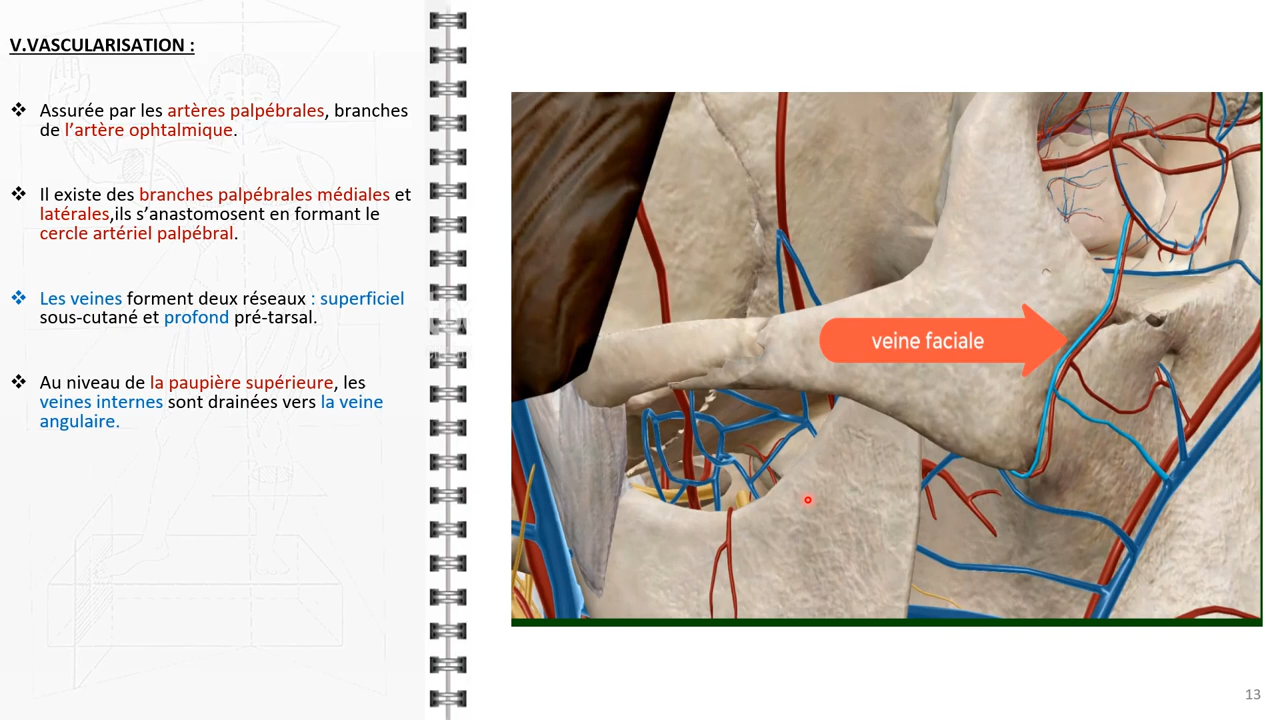 V.VASCULARISATION :
❖ Assurée par les artères palpébrales, branches
de l’artère ophtalmique.
❖ Il existe des branches palpébrales médiales et
latérales,ils s’anastomosent en formant le
cercle artériel palpébral.
❖ Les veines forment deux réseaux : superficiel
sous-cutané et profond pré-tarsal.
❖ Au niveau de la paupière supérieure, les
veines internes sont drainées vers la veine
angulaire.
veine faciale
13